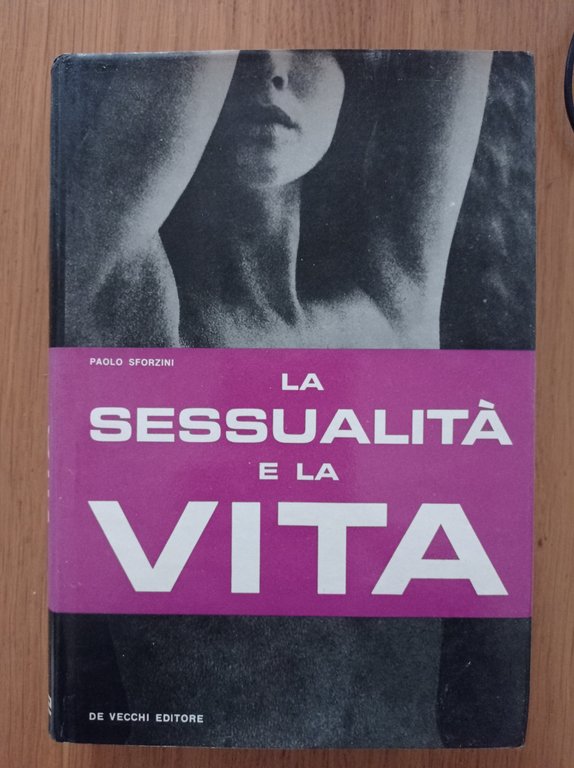 PAOLO SFORZINI
LA
SESSUALITÀ
E LA
VITA
DE VECCHI EDITORE